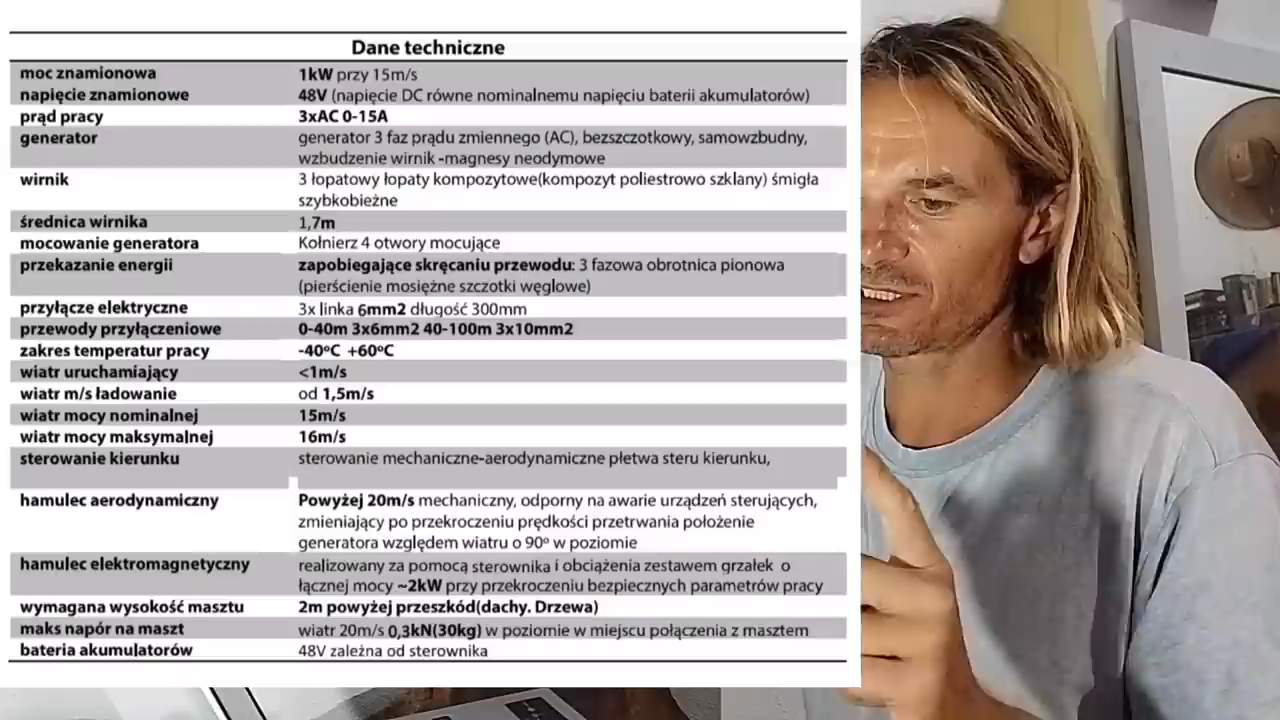 Dane techniczne
moc znamionowa 1kW przy 15m/s
napięcie znamionowe 48V (napięcie DC równe nominalnemu napięciu baterii akumulatorów)
prąd pracy 3xAC 0-15A
generator generator 3 faz prądu zmiennego (AC), bezszczotkowy, samowzbudny,
wzbudzenie wirnik -magnesy neodymowe
wirnik 3 łopatowy łopaty kompozytowe(kompozyt poliestrowo szklany) śmigła
szybkobieżne
średnica wirnika 1,7m
mocowanie generatora Kołnierz 4 otwory mocujące
przekazanie energii zapobiegające skręcaniu przewodu: 3 fazowa obrotnica pionowa
(pierścienie mosiężne szczotki węglowe)
przyłącze elektryczne 3x linka 6mm2 długość 300mm
przewody przyłączeniowe 0-40m 3x6mm2 40-100m 3x10mm2
zakres temperatur pracy -40ºC +60ºC
wiatr uruchamiający <1m/s
wiatr m/s ładowanie od 1,5m/s
wiatr mocy nominalnej 15m/s
wiatr mocy maksymalnej 16m/s
sterowanie kierunku sterowanie mechaniczne-aerodynamiczne płetwa steru kierunku,
hamulec aerodynamiczny Powyżej 20m/s mechaniczny, odporny na awarie urządzeń sterujących,
zmieniający po przekroczeniu prędkości przetrwania położenie
generatora względem wiatru o 90º w poziomie
hamulec elektromagnetyczny realizowany za pomocą sterownika i obciążenia zestawem grzałek o
łącznej mocy ~2kW przy przekroczeniu bezpiecznych parametrów pracy
wymagana wysokość masztu 2m powyżej przeszkód(dachy. Drzewa)
maks napór na maszt wiatr 20m/s 0,3kN(30kg) w poziomie w miejscu połączenia z masztem
bateria akumulatorów 48V zależna od sterownika